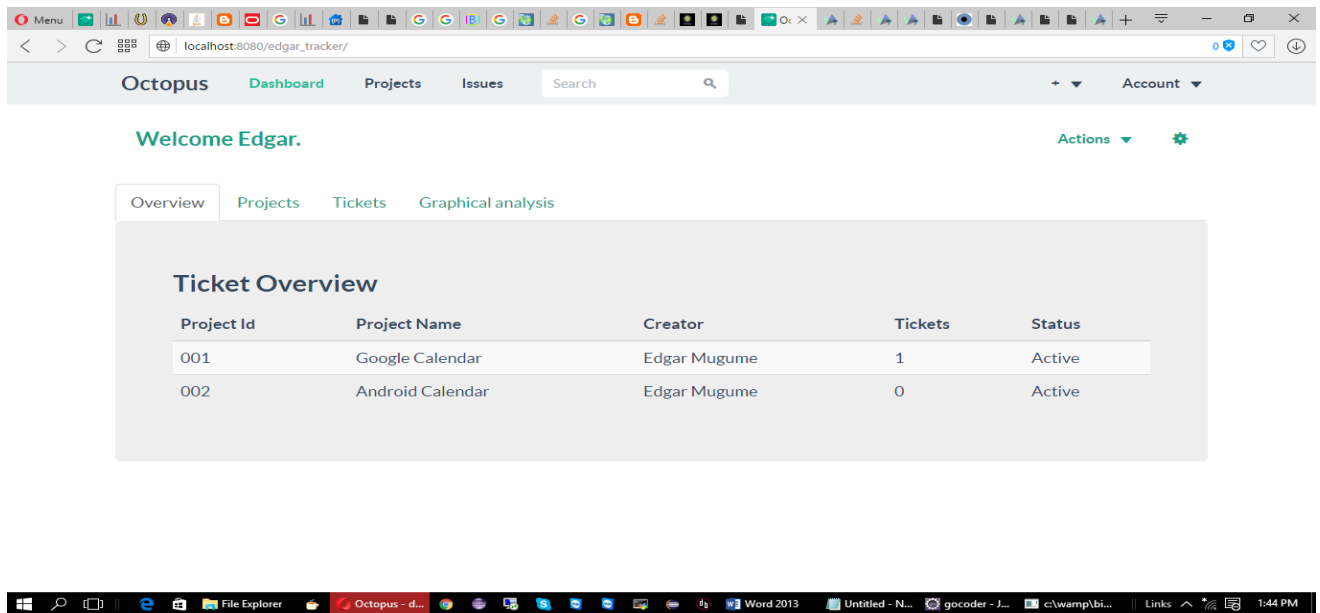 Menu
localhost:8080/edgar_tracker/
0
Octopus Dashboard Projects Issues Search + Account
Welcome Edgar. Actions
Overview Projects Tickets Graphical analysis
Ticket Overview
Project Id Project Name Creator Tickets Status
001 Google Calendar Edgar Mugume 1 Active
002 Android Calendar Edgar Mugume 0 Active
File Explorer Octopus - d... Word 2013 Untitled - N... gocoder - J... c:\wamp\bi... Links 1:44 PM